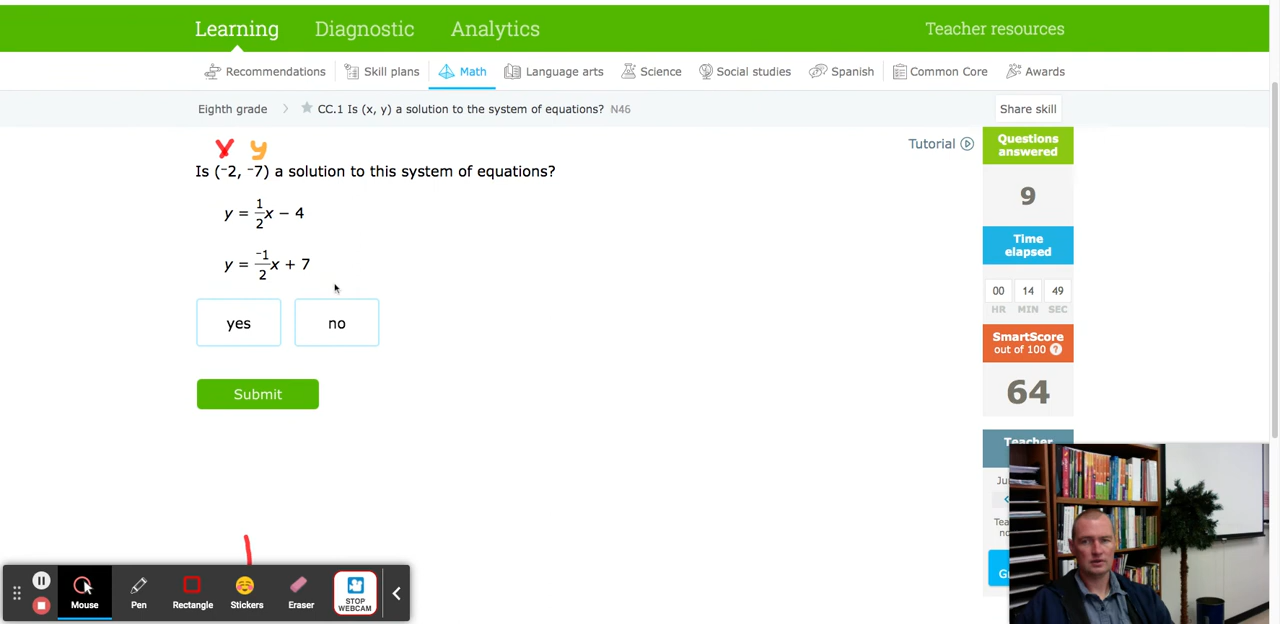 Learning Diagnostic Analytics Teacher resources
Recommendations Skill plans Math Language arts Science Social studies Spanish Common Core Awards
Eighth grade > CC.1 Is (x, y) a solution to the system of equations? N46 Share skill
Tutorial
x y
Is (⁻2, ⁻7) a solution to this system of equations?
y = 1/2 x − 4
y = ⁻1/2 x + 7
yes no
Submit
Questions
answered
9
Time
elapsed
00 14 49
HR MIN SEC
SmartScore
out of 100 ?
64
Teacher
Mouse Pen Rectangle Stickers Eraser STOP
WEBCAM